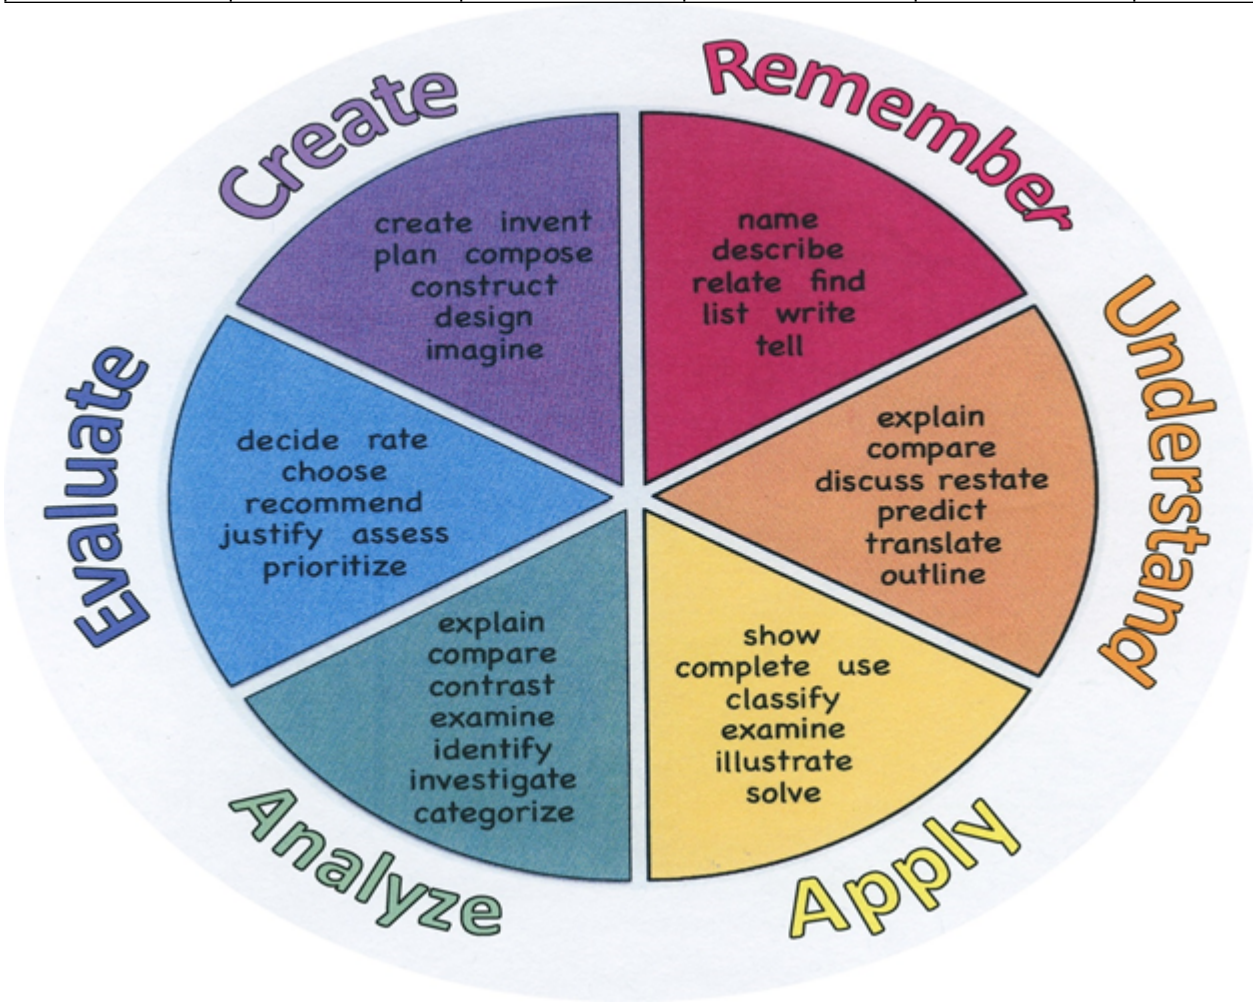 Remember
name
describe
relate find
list write
tell
Understand
explain
compare
discuss restate
predict
translate
outline
Apply
show
complete use
classify
examine
illustrate
solve
Analyze
explain
compare
contrast
examine
identify
investigate
categorize
Evaluate
decide rate
choose
recommend
justify assess
prioritize
Create
create invent
plan compose
construct
design
imagine